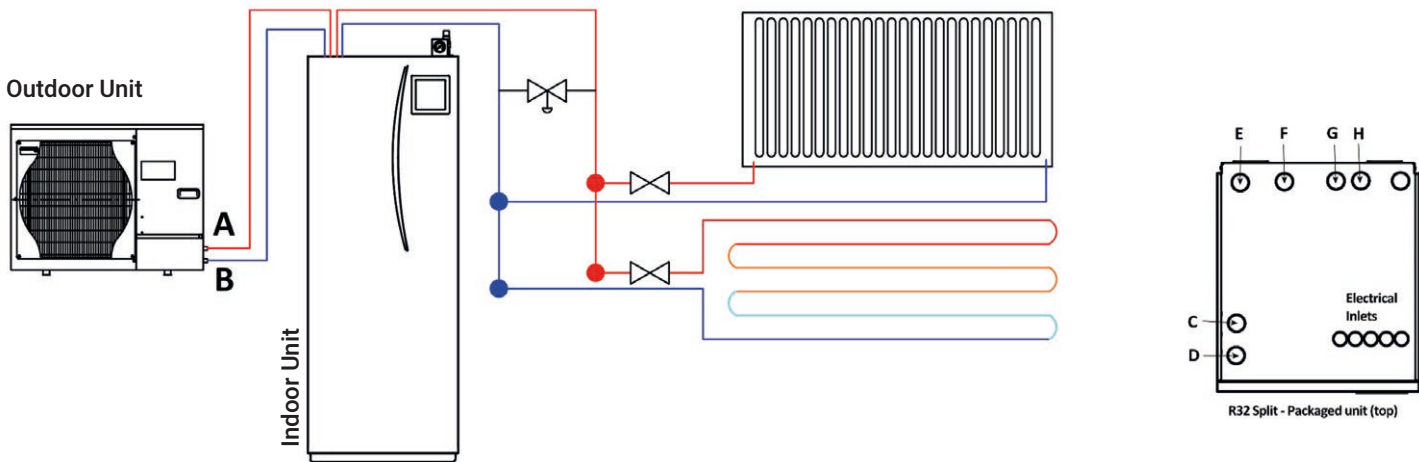 Outdoor Unit
A
B
Indoor Unit
E F G H
C
D
Electrical
Inlets
R32 Split - Packaged unit (top)